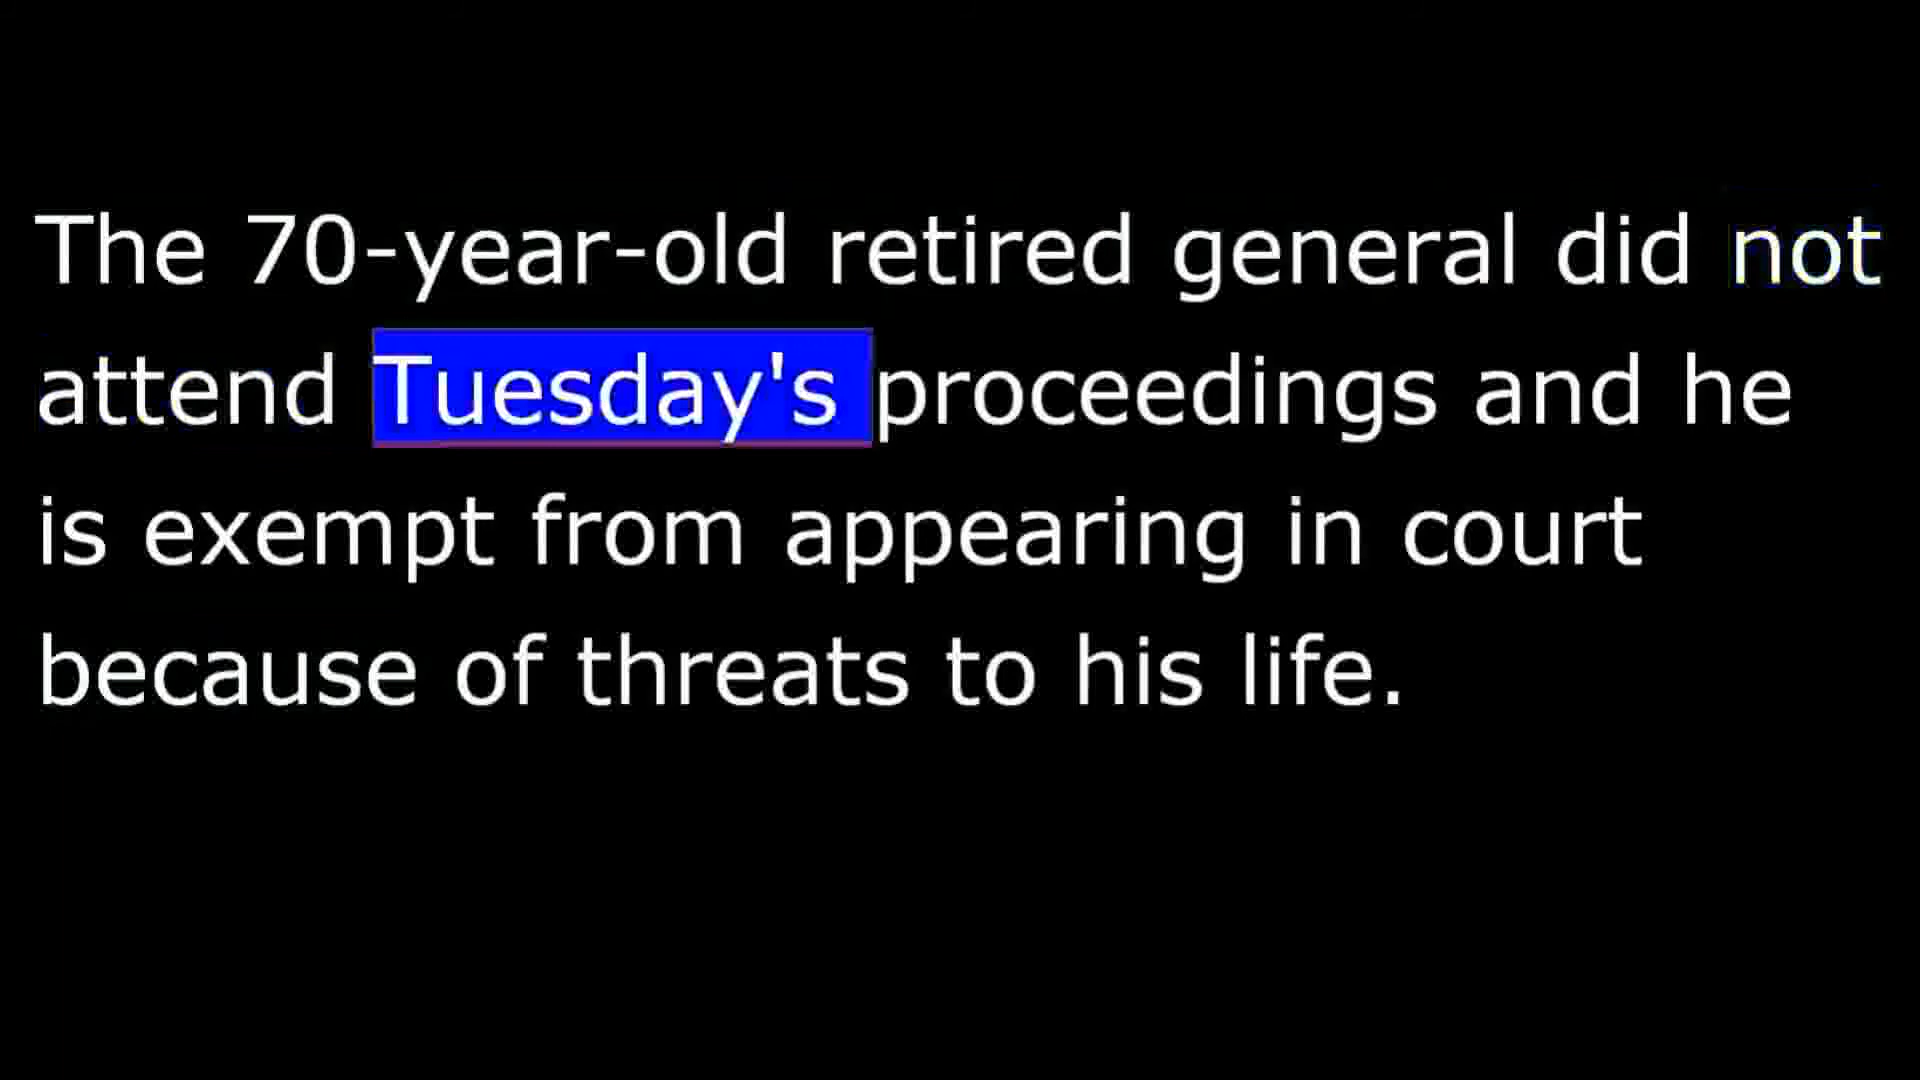 The 70-year-old retired general did not
attend Tuesday's proceedings and he
is exempt from appearing in court
because of threats to his life.